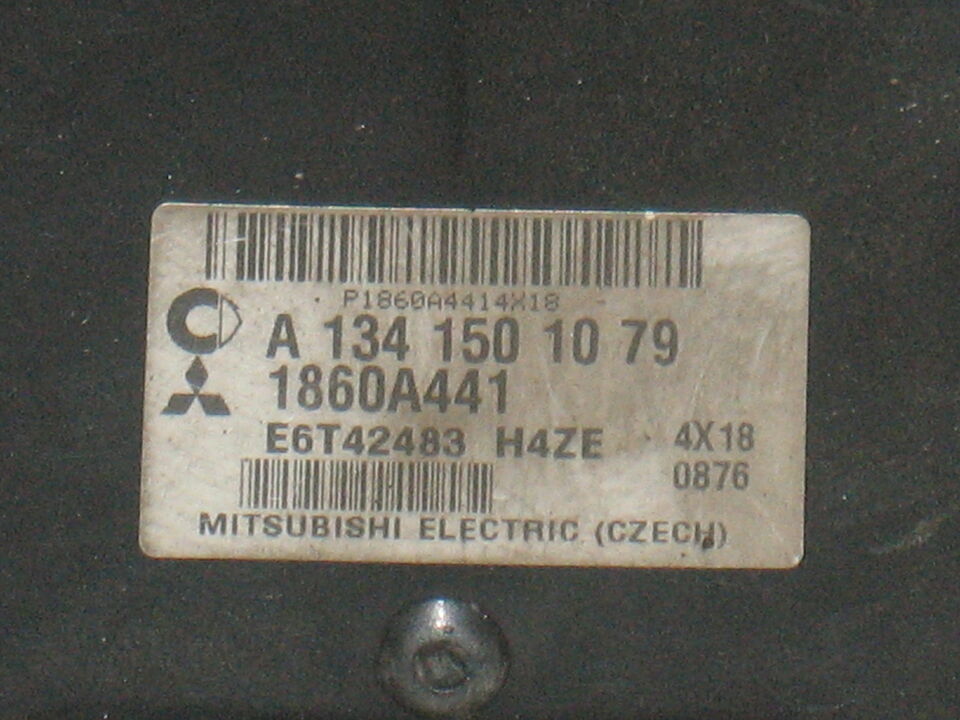 P1860A4414X18
A 134 150 10 79
1860A441
E6T42483 H4ZE 4X18
0876
MITSUBISHI ELECTRIC (CZECH)